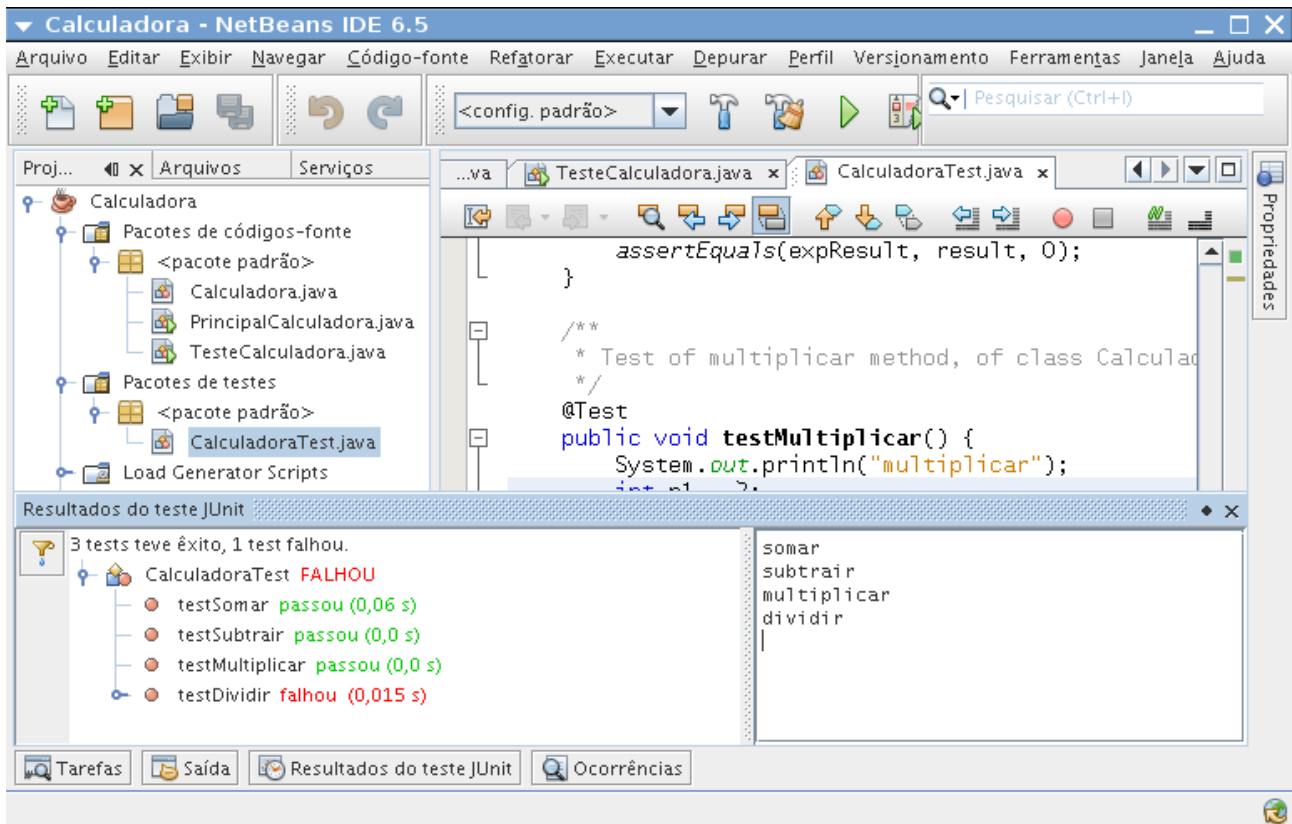 Calculadora - NetBeans IDE 6.5
Arquivo Editar Exibir Navegar Código-fonte Refatorar Executar Depurar Perfil Versionamento Ferramentas Janela Ajuda
<config. padrão>
Pesquisar (Ctrl+I)
Proj... Arquivos Serviços
Calculadora
Pacotes de códigos-fonte
<pacote padrão>
Calculadora.java
PrincipalCalculadora.java
TesteCalculadora.java
Pacotes de testes
<pacote padrão>
CalculadoraTest.java
Load Generator Scripts
...va TesteCalculadora.java CalculadoraTest.java
assertEquals(expResult, result, 0);
}
/**
* Test of multiplicar method, of class Calculad
*/
@Test
public void testMultiplicar() {
System.out.println("multiplicar");
Propriedades
Resultados do teste JUnit
3 tests teve êxito, 1 test falhou.
CalculadoraTest FALHOU
testSomar passou (0,06 s)
testSubtrair passou (0,0 s)
testMultiplicar passou (0,0 s)
testDividir falhou (0,015 s)
somar
subtrair
multiplicar
dividir
Tarefas Saída Resultados do teste JUnit Ocorrências